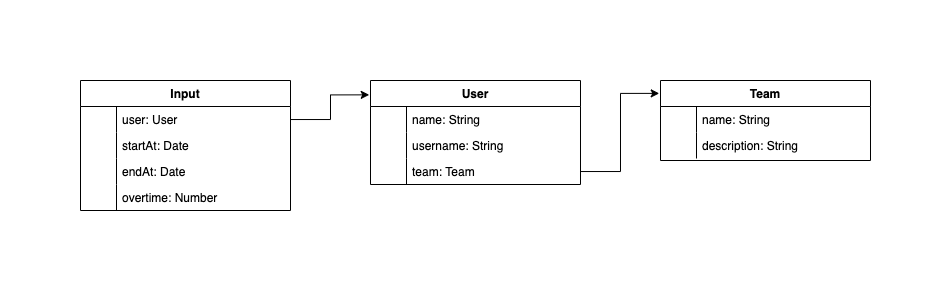 Input
user: User
startAt: Date
endAt: Date
overtime: Number
User
name: String
username: String
team: Team
Team
name: String
description: String